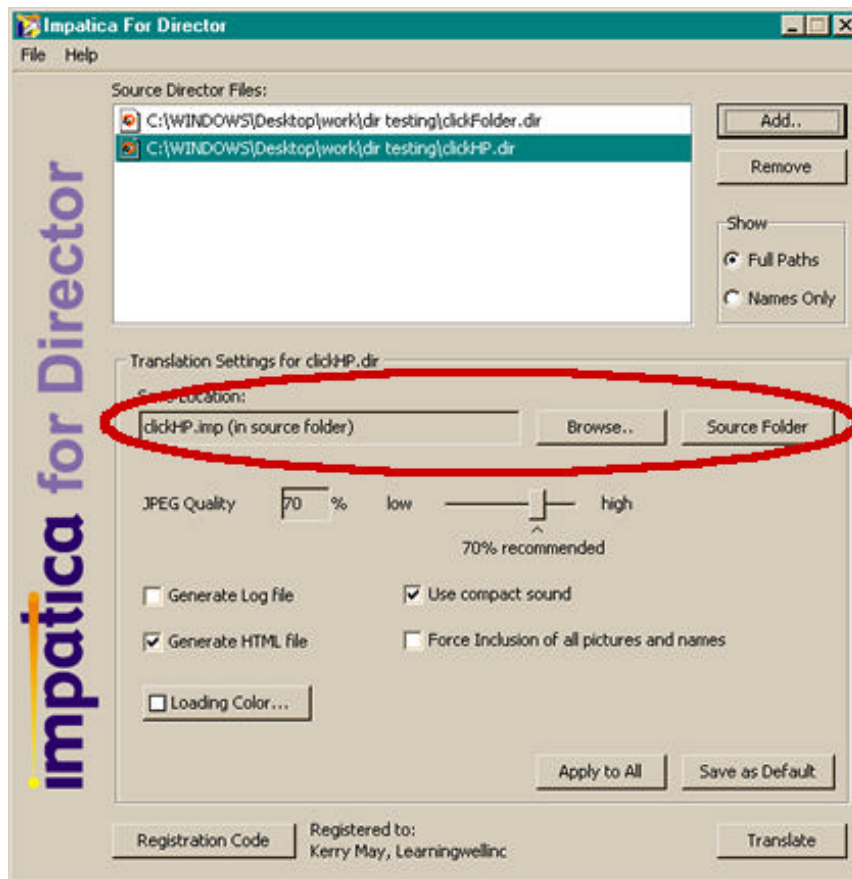 Impatica For Director
File Help
Source Director Files:
C:\WINDOWS\Desktop\work\dir testing\clickFolder.dir
C:\WINDOWS\Desktop\work\dir testing\clickHP.dir
Add..
Remove
Show
Full Paths
Names Only
impatica for Director
Translation Settings for clickHP.dir
Save Location:
clickHP.imp (in source folder)
Browse..
Source Folder
JPEG Quality 70 % low high
70% recommended
Generate Log file
Use compact sound
Generate HTML file
Force Inclusion of all pictures and names
Loading Color...
Apply to All
Save as Default
Registration Code
Registered to:
Kerry May, Learningwellinc
Translate